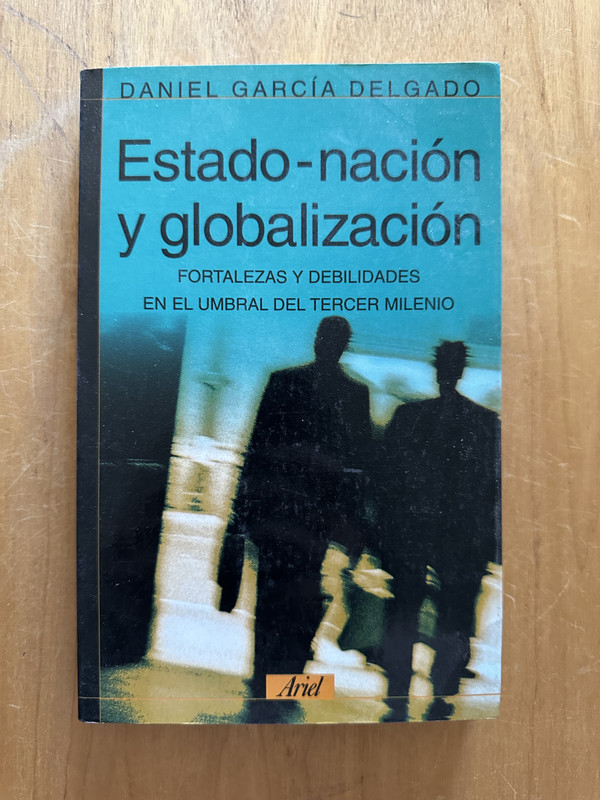 DANIEL GARCÍA DELGADO
Estado-nación
y globalización
FORTALEZAS Y DEBILIDADES
EN EL UMBRAL DEL TERCER MILENIO
Ariel